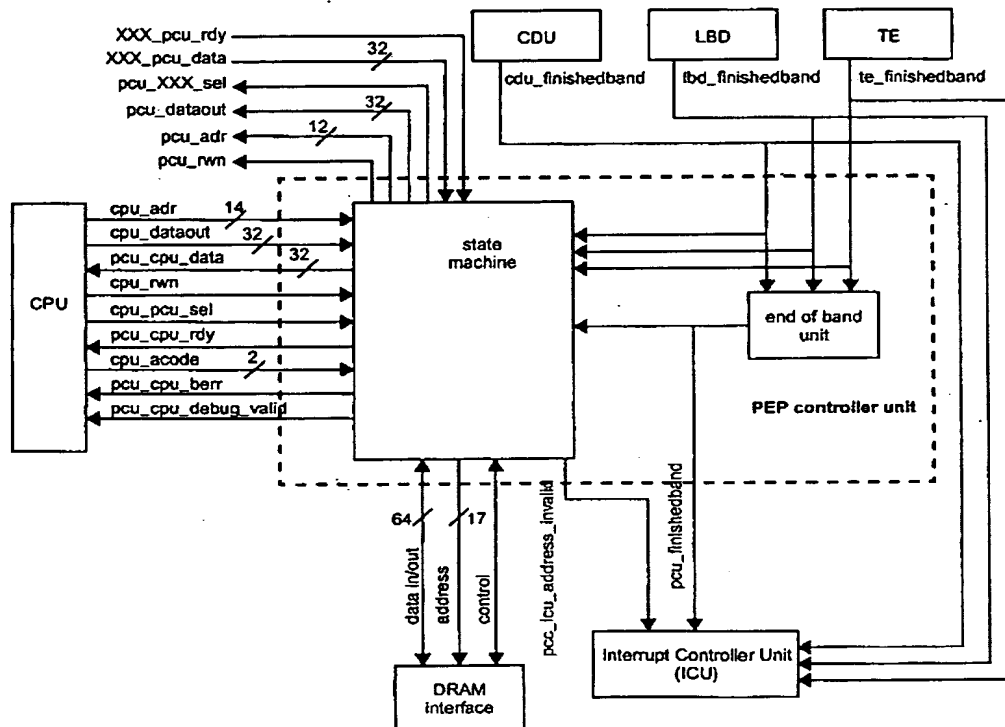 XXX_pcu_rdy
XXX_pcu_data
32
pcu_XXX_sel
pcu_dataout
32
pcu_adr
12
pcu_rwn
CDU
LBD
TE
cdu_finishedband
lbd_finishedband
te_finishedband
CPU
cpu_adr
14
cpu_dataout
32
pcu_cpu_data
32
cpu_rwn
cpu_pcu_sel
pcu_cpu_rdy
cpu_acode
2
pcu_cpu_berr
pcu_cpu_debug_valid
state
machine
end of band
unit
PEP controller unit
64
17
data in/out
address
control
pcc_icu_address_invalid
pcu_finishedband
DRAM
interface
Interrupt Controller Unit
(ICU)